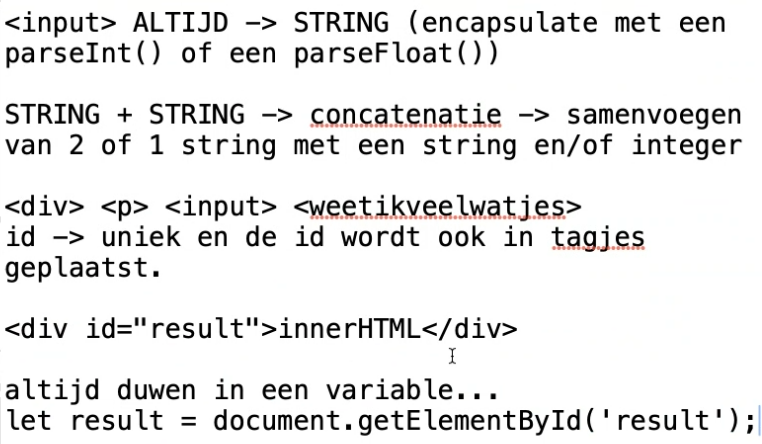 <input> ALTIJD -> STRING (encapsulate met een
parseInt() of een parseFloat())
STRING + STRING -> concatenatie -> samenvoegen
van 2 of 1 string met een string en/of integer
<div> <p> <input> <weetikveelwatjes>
id -> uniek en de id wordt ook in tagjes
geplaatst.
<div id="result">innerHTML</div>
altijd duwen in een variable...
let result = document.getElementById('result');